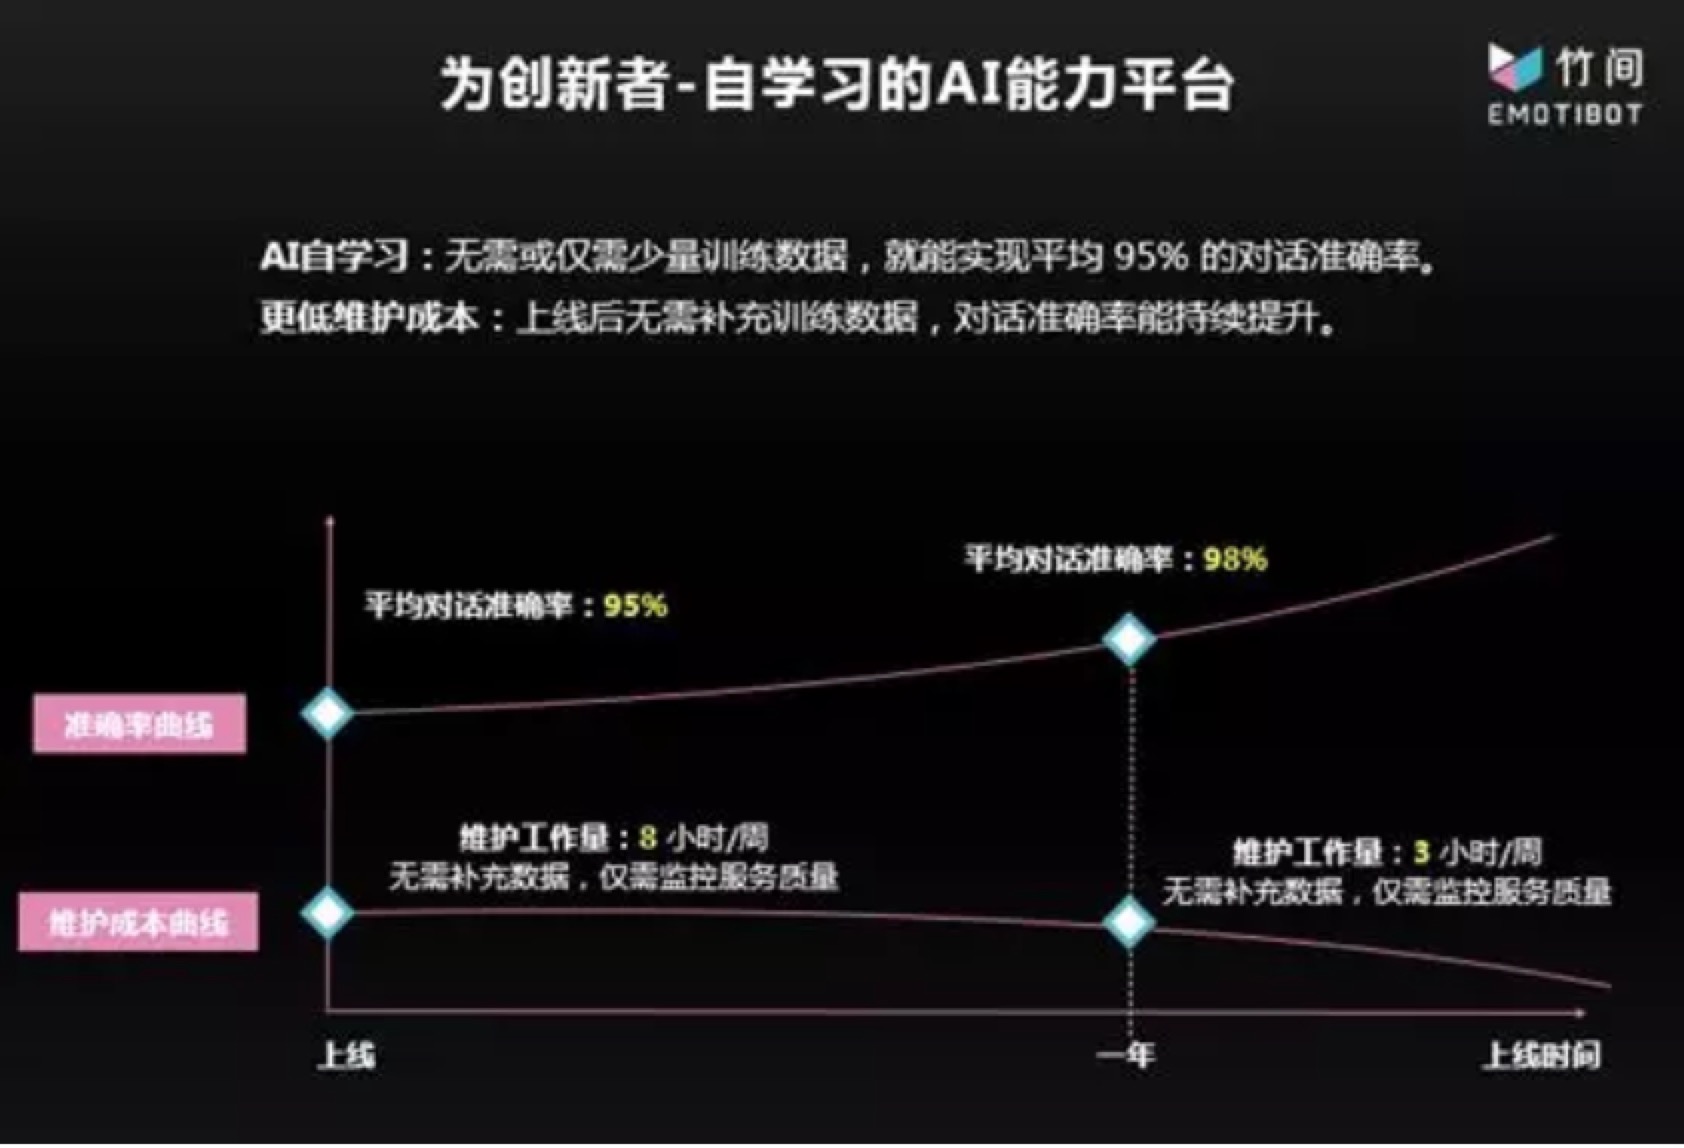 为创新者-自学习的AI能力平台
竹间
EMOTIBOT
AI自学习：无需或仅需少量训练数据，就能实现平均 95% 的对话准确率。
更低维护成本：上线后无需补充训练数据，对话准确率能持续提升。
平均对话准确率：98%
平均对话准确率：95%
准确率曲线
维护工作量：8 小时/周
无需补充数据，仅需监控服务质量
维护工作量：3 小时/周
无需补充数据，仅需监控服务质量
维护成本曲线
上线
一年
上线时间